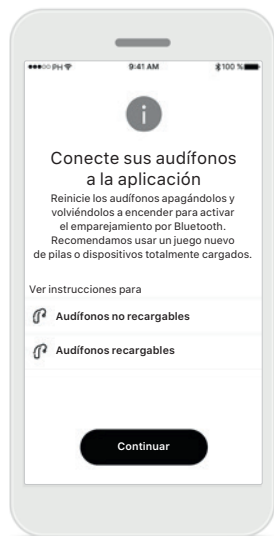 PH 9:41 AM 100 %
Conecte sus audífonos
a la aplicación
Reinicie los audífonos apagándolos y
volviéndolos a encender para activar
el emparejamiento por Bluetooth.
Recomendamos usar un juego nuevo
de pilas o dispositivos totalmente cargados.
Ver instrucciones para
Audífonos no recargables
Audífonos recargables
Continuar